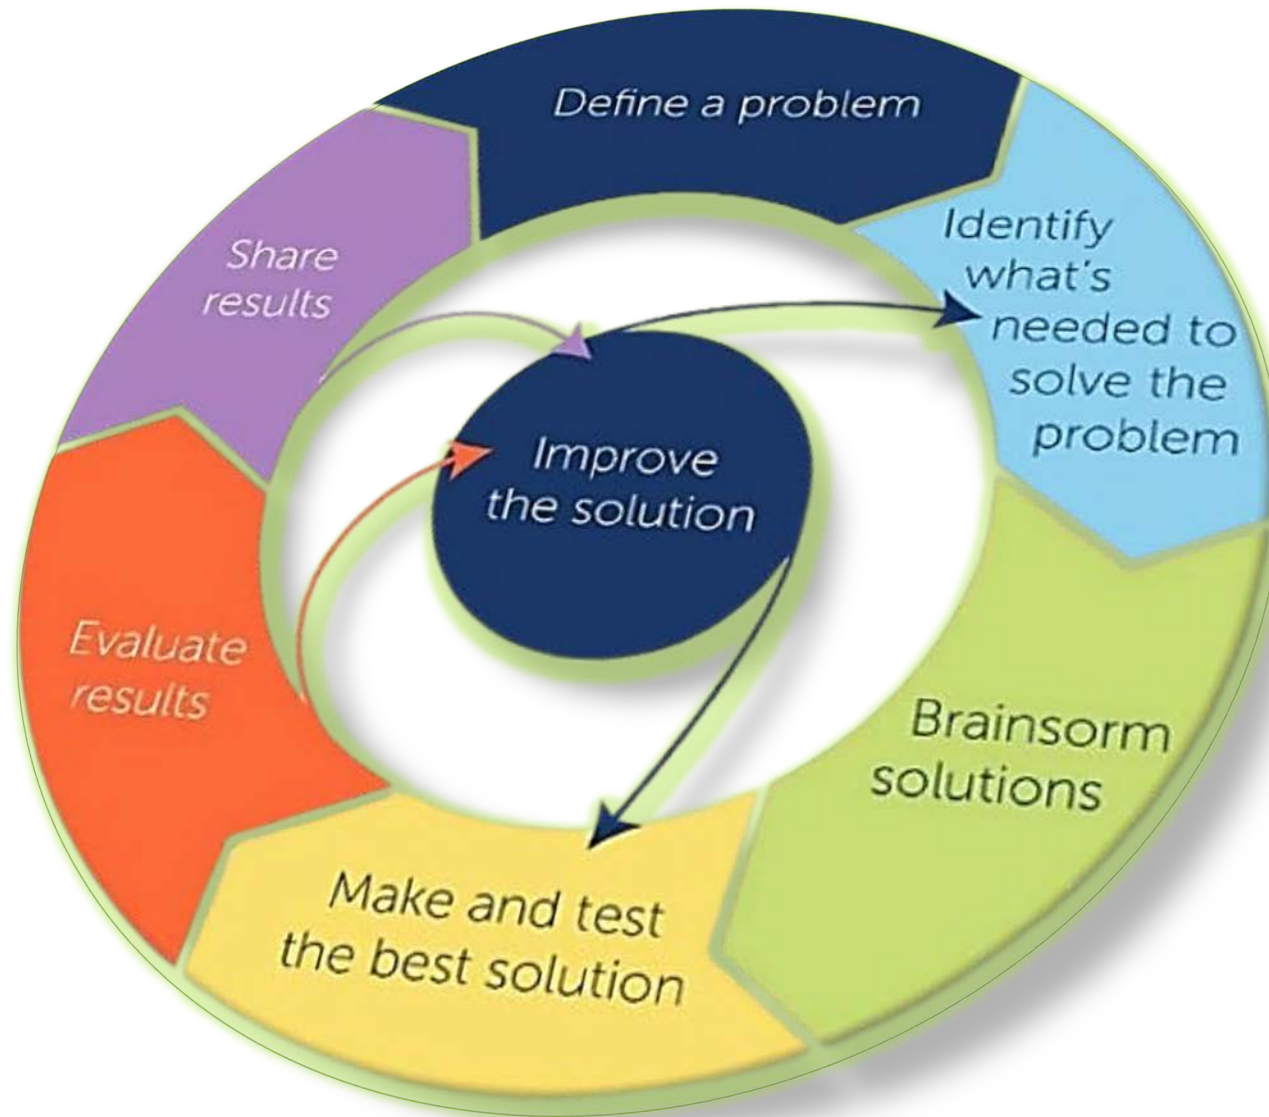 Define a problem
Identify
what's
needed to
solve the
problem
Brainsorm
solutions
Make and test
the best solution
Evaluate
results
Share
results
Improve
the solution